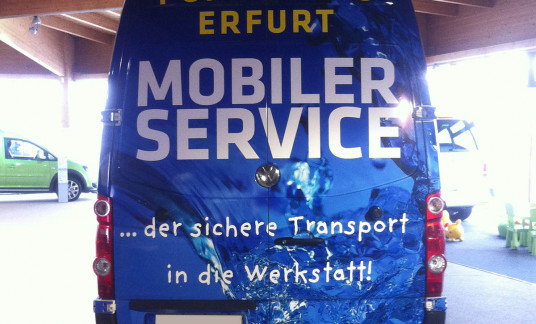 ERFURT
MOBILER
SERVICE
... der sichere Transport
in die Werkstatt!